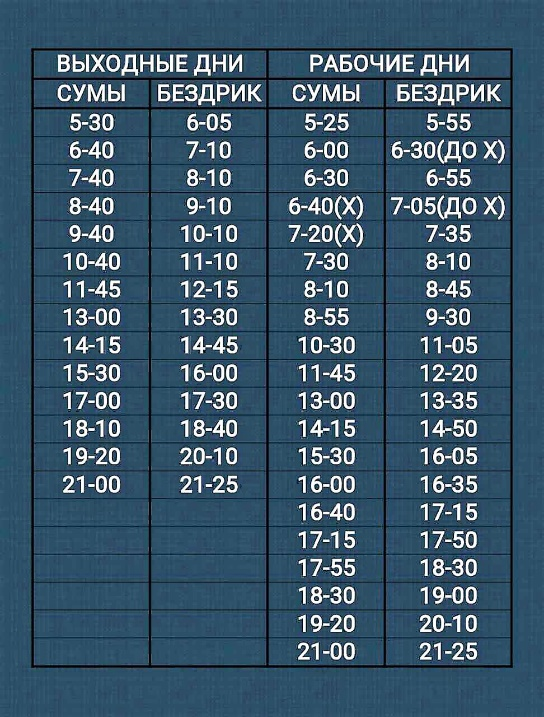 ВЫХОДНЫЕ ДНИ РАБОЧИЕ ДНИ
СУМЫ БЕЗДРИК СУМЫ БЕЗДРИК
5-30 6-05 5-25 5-55
6-40 7-10 6-00 6-30(ДО Х)
7-40 8-10 6-30 6-55
8-40 9-10 6-40(Х) 7-05(ДО Х)
9-40 10-10 7-20(Х) 7-35
10-40 11-10 7-30 8-10
11-45 12-15 8-10 8-45
13-00 13-30 8-55 9-30
14-15 14-45 10-30 11-05
15-30 16-00 11-45 12-20
17-00 17-30 13-00 13-35
18-10 18-40 14-15 14-50
19-20 20-10 15-30 16-05
21-00 21-25 16-00 16-35
16-40 17-15
17-15 17-50
17-55 18-30
18-30 19-00
19-20 20-10
21-00 21-25